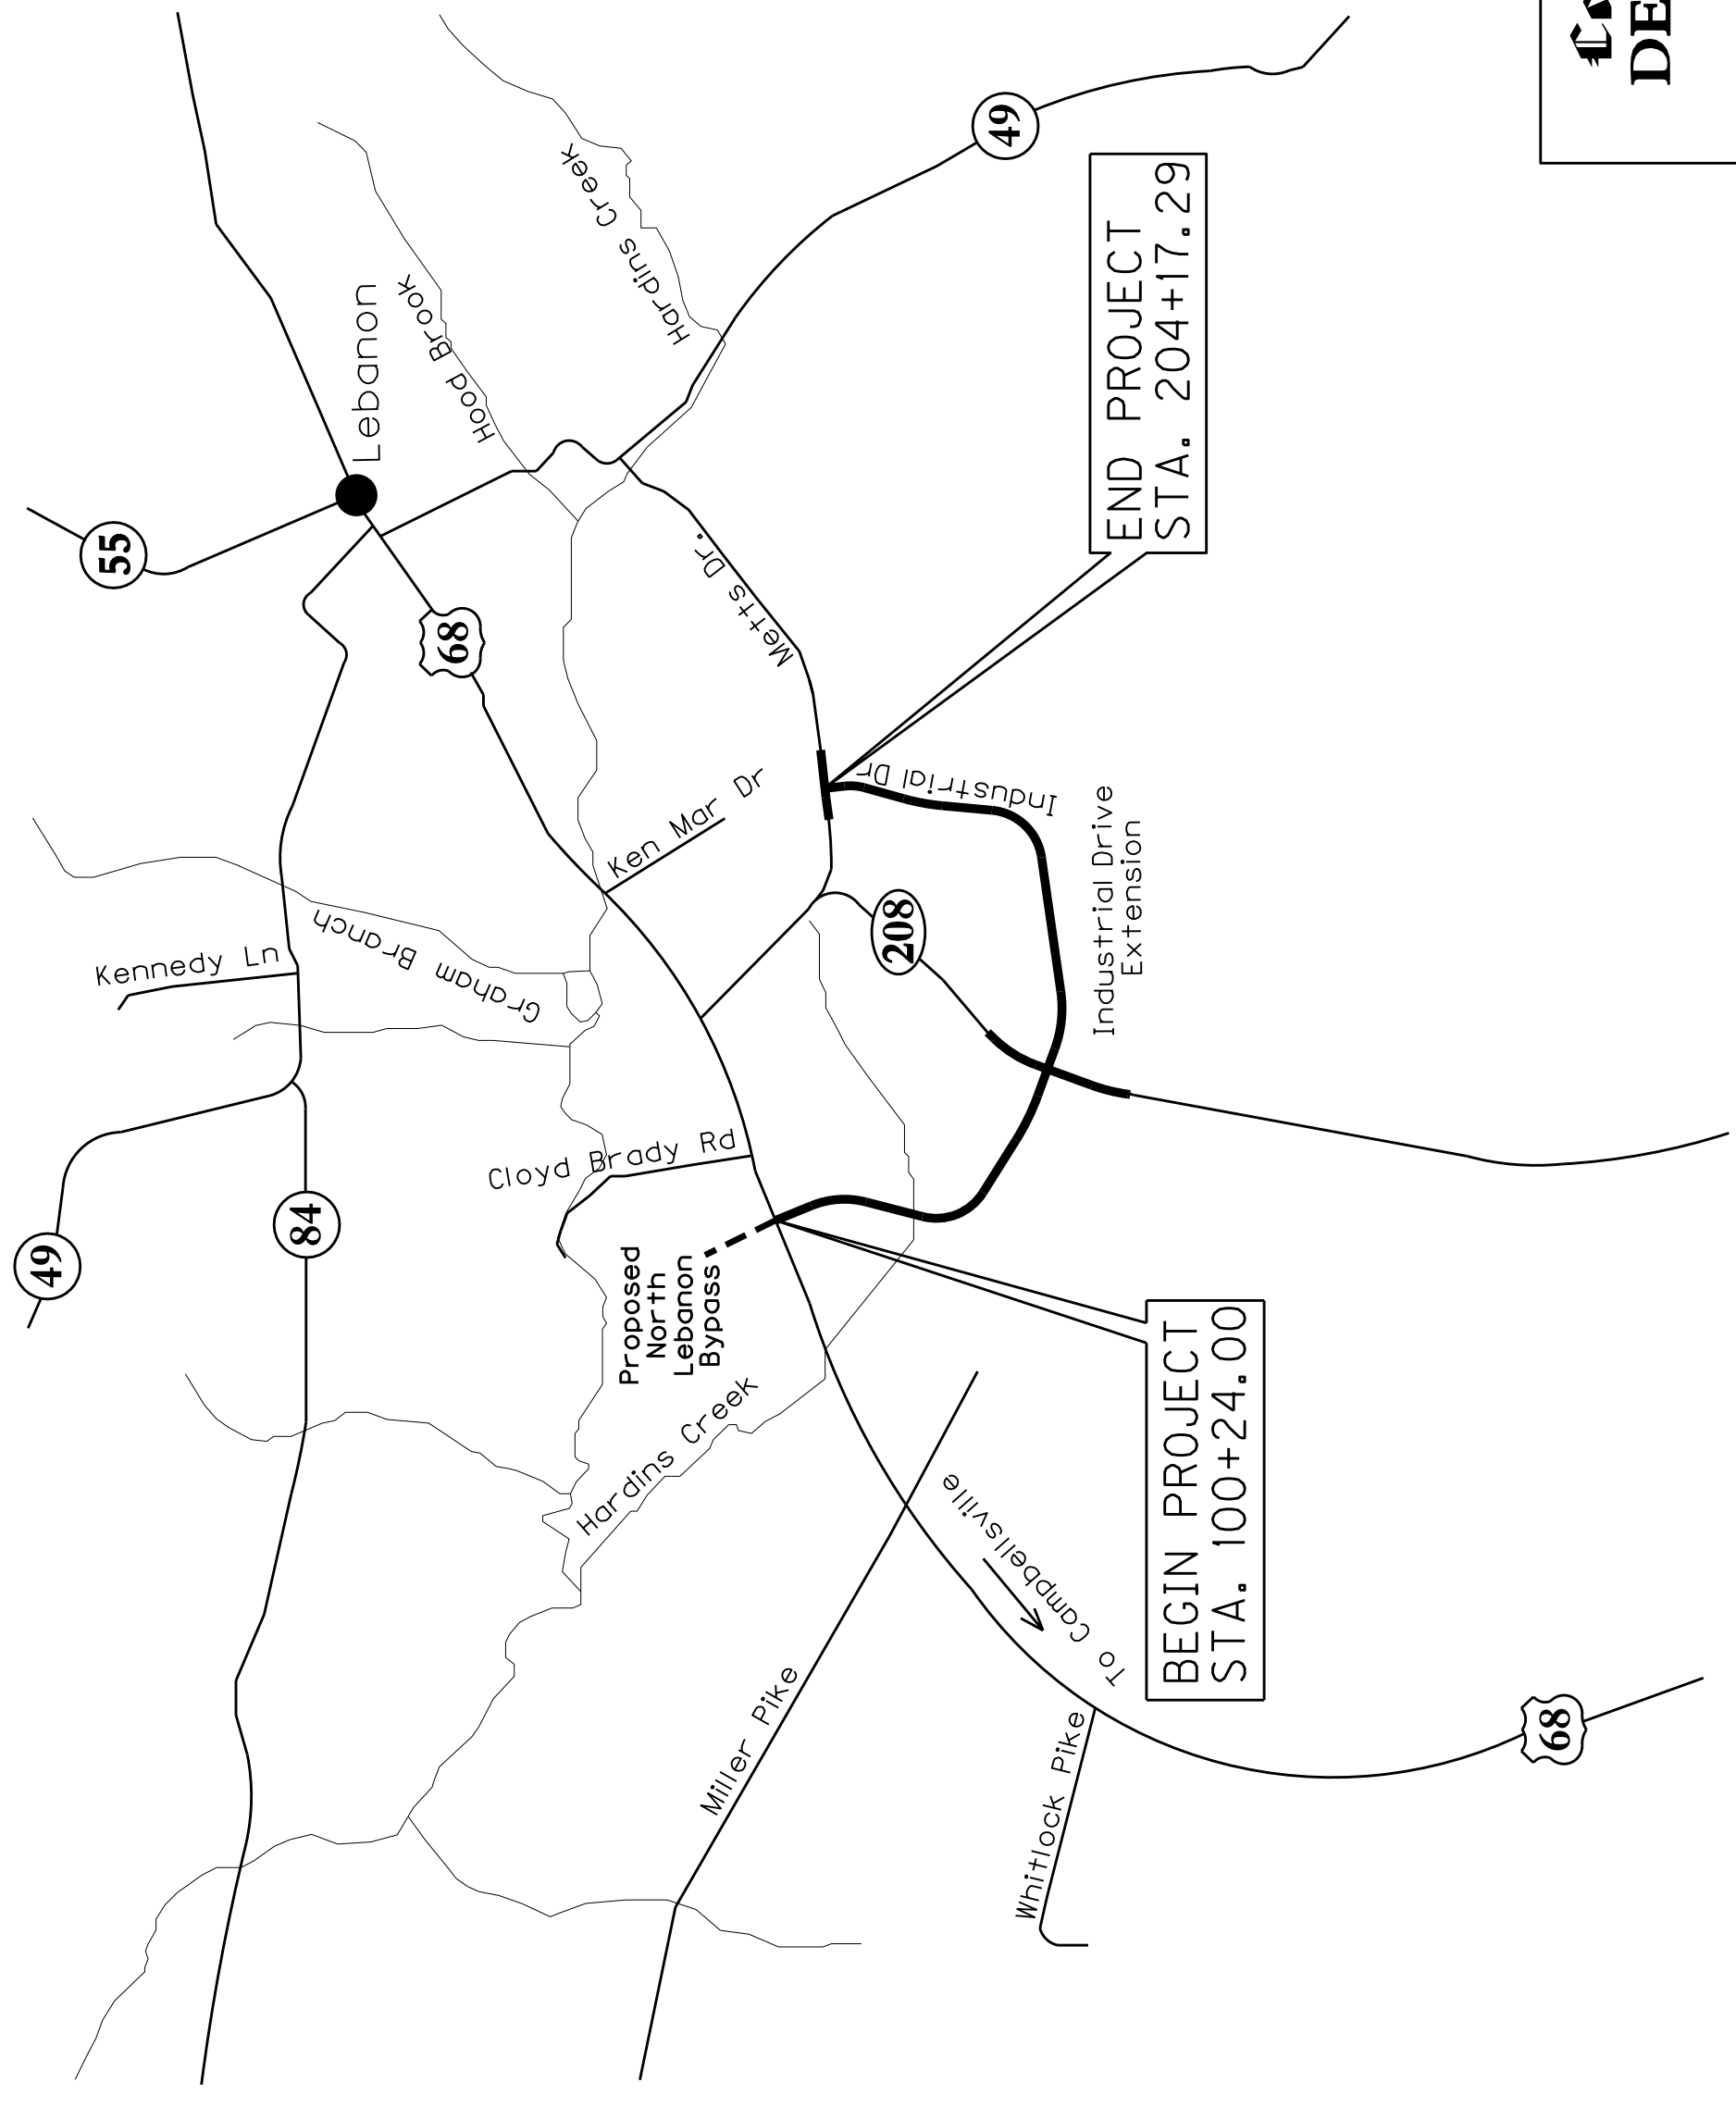 49
55
Lebanon
Hood Brook
Hardins Creek
49
68
Kennedy Ln
Graham Branch
84
Ken Mar Dr
Metts Dr.
Cloyd Brady Rd
208
Industrial Dr
Industrial Drive
Extension
END PROJECT
STA. 204+17.29
Proposed
North
Lebanon
Bypass
Hardins Creek
Miller Pike
Whitlock Pike
To Campbellsville
BEGIN PROJECT
STA. 100+24.00
68
DE